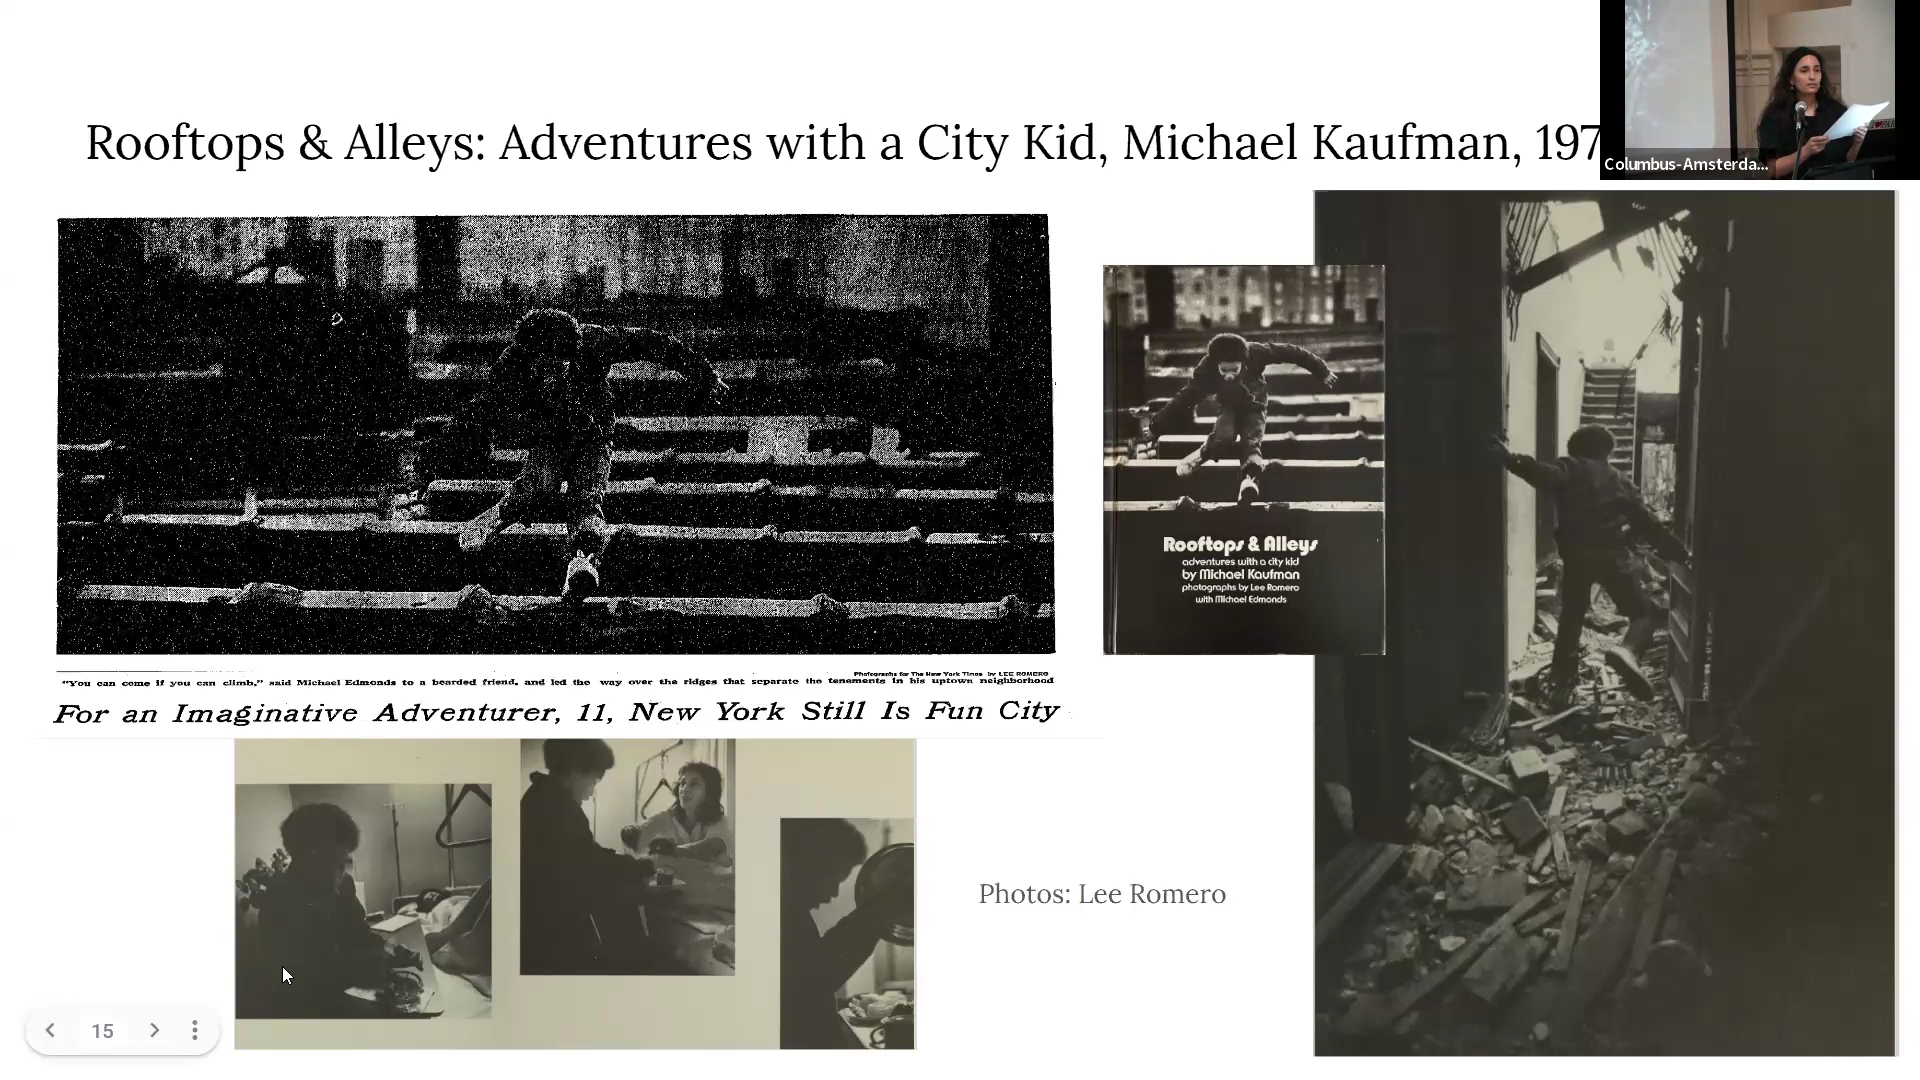 Rooftops & Alleys: Adventures with a City Kid, Michael Kaufman, 197
Columbus-Amsterda...
Rooftops & Alleys
adventures with a city kid
by Michael Kaufman
photographs by Lee Romero
with Michael Edmonds
Photographs for The New York Times by LEE ROMERO
"You can come if you can climb," said Michael Edmonds to a bearded friend, and led the way over the ridges that separate the tenements in his uptown neighborhood
For an Imaginative Adventurer, 11, New York Still Is Fun City
Photos: Lee Romero
15